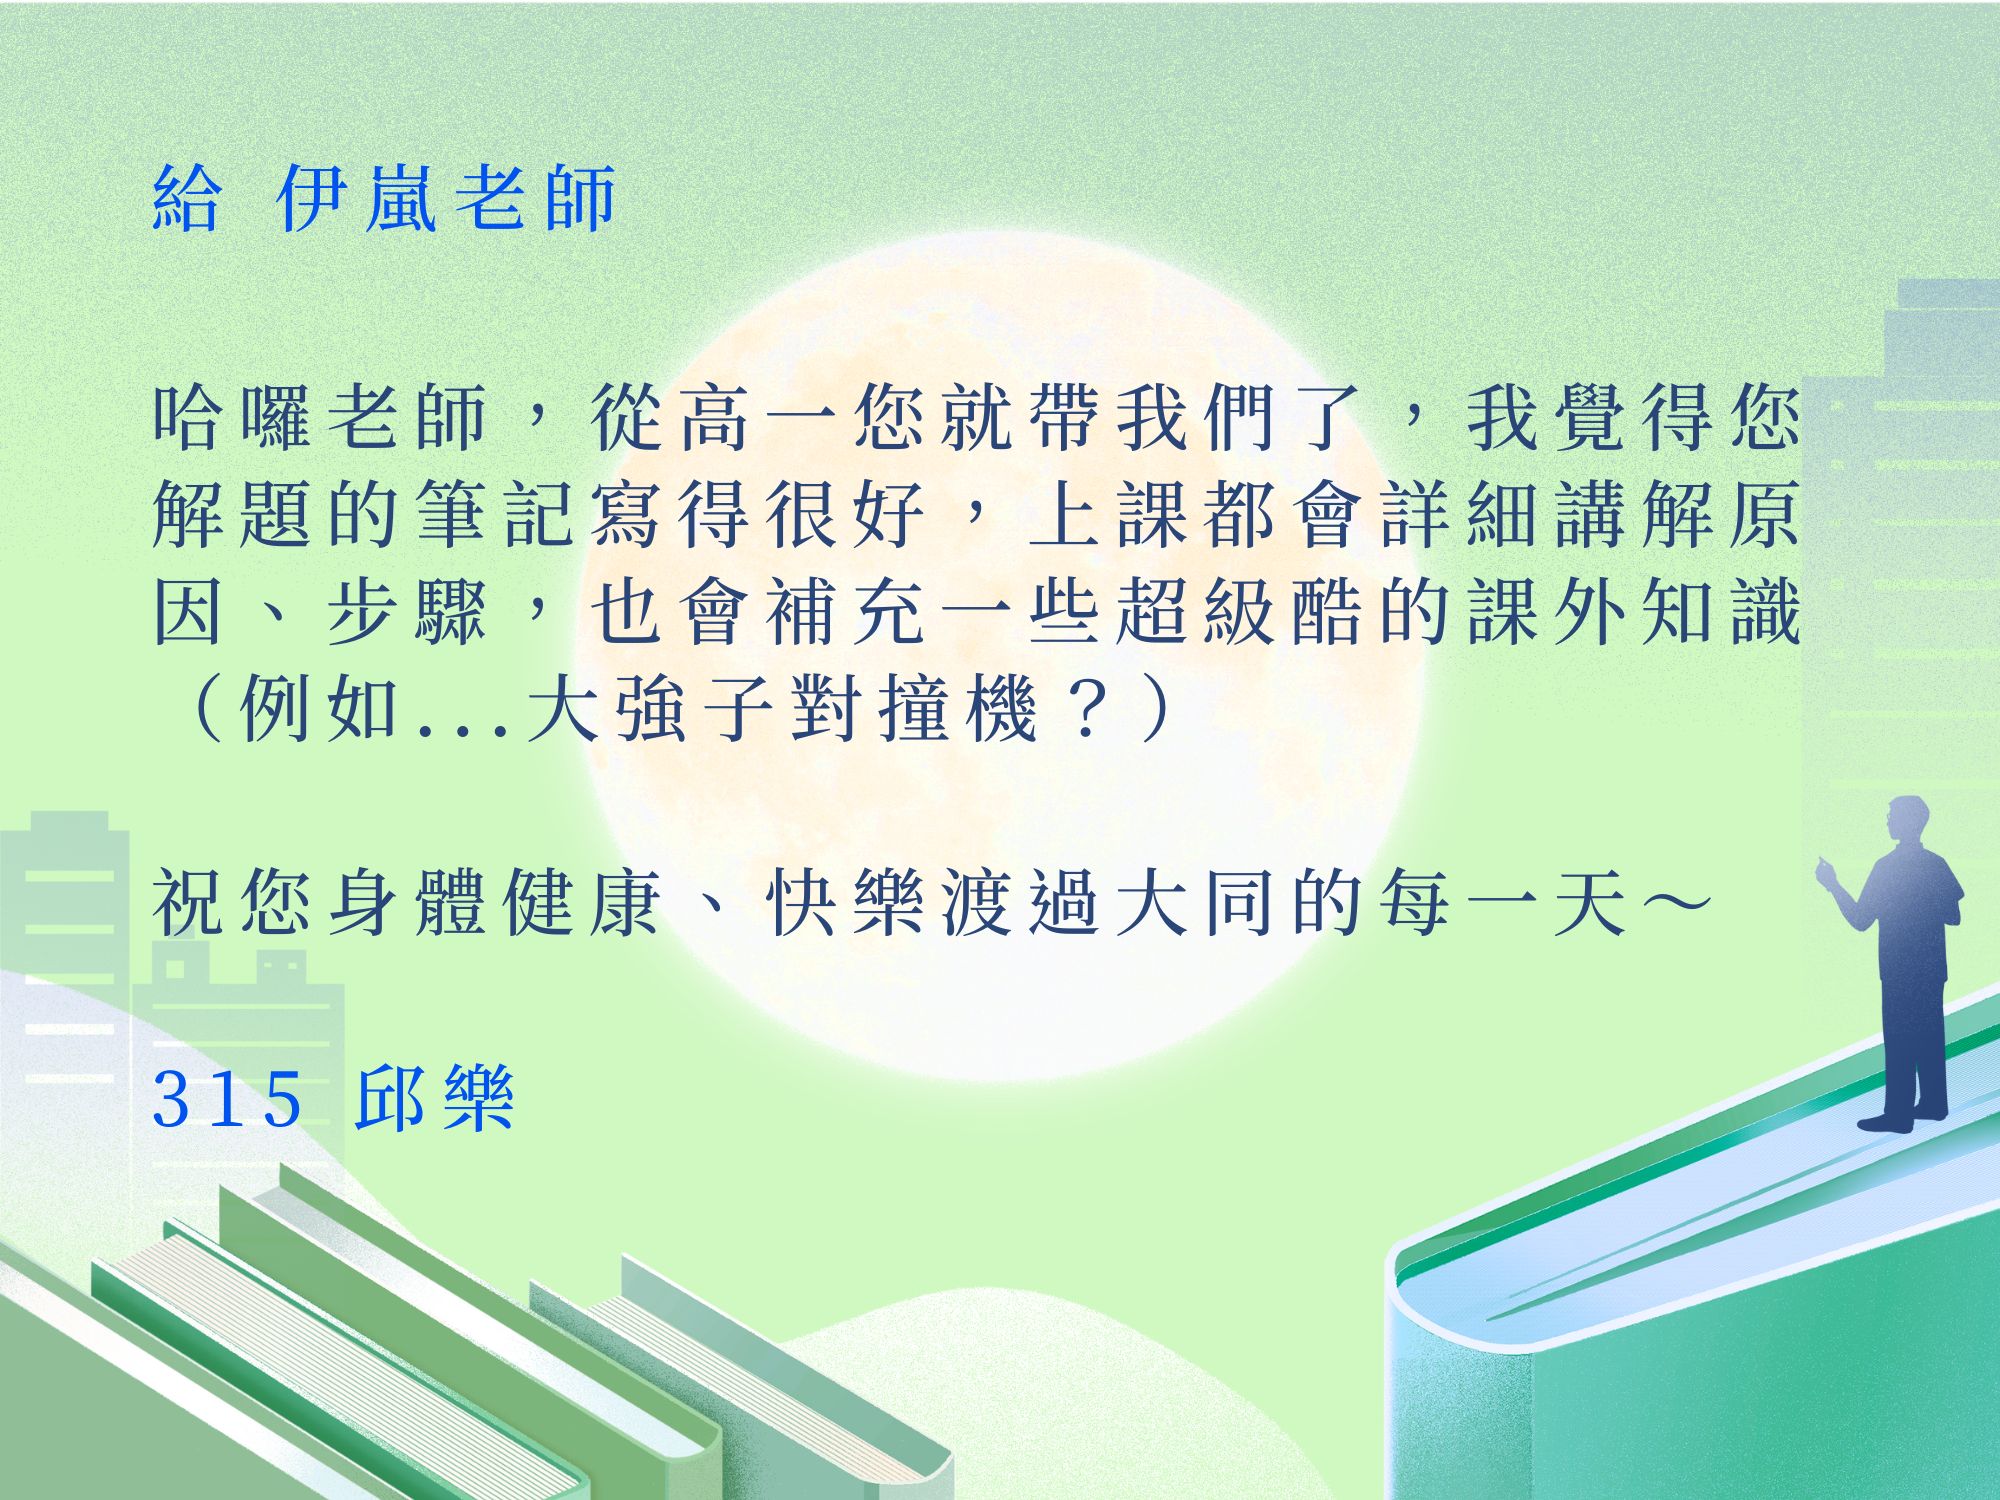 給 伊嵐老師
哈囉老師，從高一您就帶我們了，我覺得您
解題的筆記寫得很好，上課都會詳細講解原
因、步驟，也會補充一些超級酷的課外知識
（例如...大強子對撞機？）
祝您身體健康、快樂渡過大同的每一天～
315 邱樂